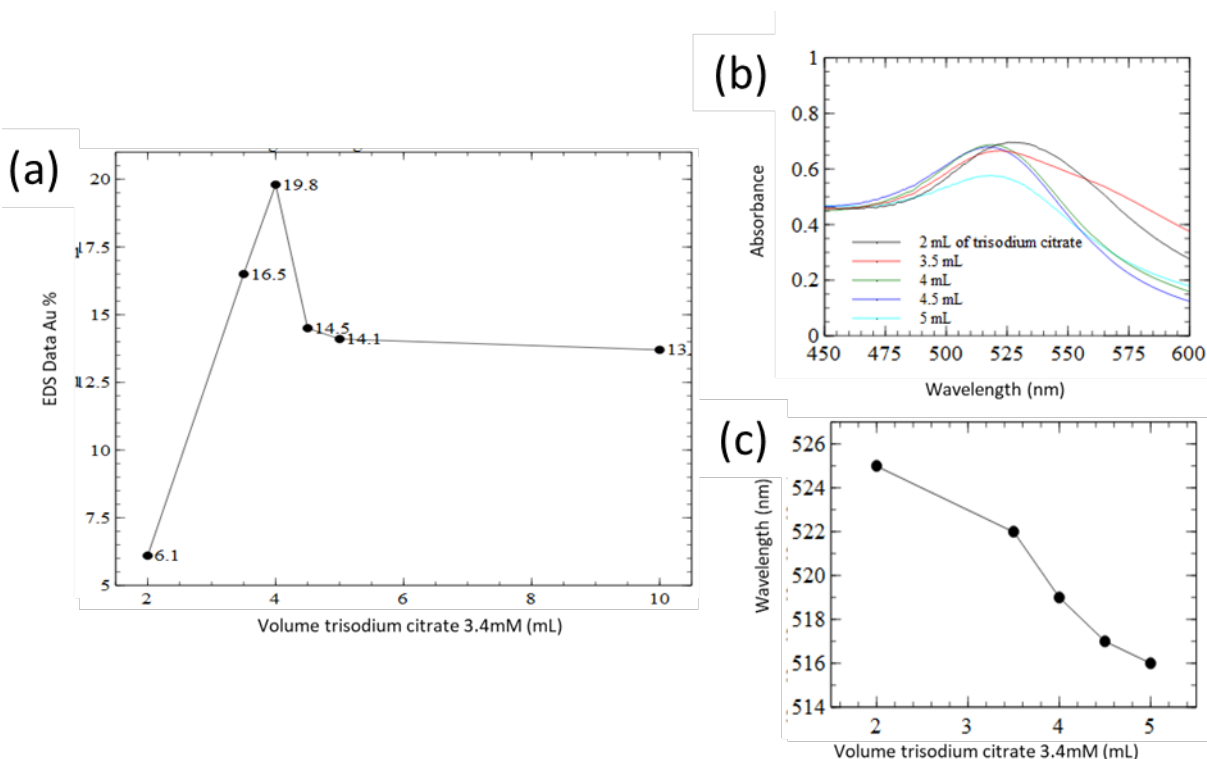 (a)
20
17.5
15
12.5
10
7.5
5
19.8
16.5
14.5
14.1
13.
6.1
2
4
6
8
10
EDS Data Au %
Volume trisodium citrate 3.4mM (mL)
(b)
1
0.8
0.6
0.4
0.2
0
Absorbance
2 mL of trisodium citrate
3.5 mL
4 mL
4.5 mL
5 mL
450 475 500 525 550 575 600
Wavelength (nm)
(c)
526
524
522
520
518
516
514
Wavelength (nm)
2 3 4 5
Volume trisodium citrate 3.4mM (mL)